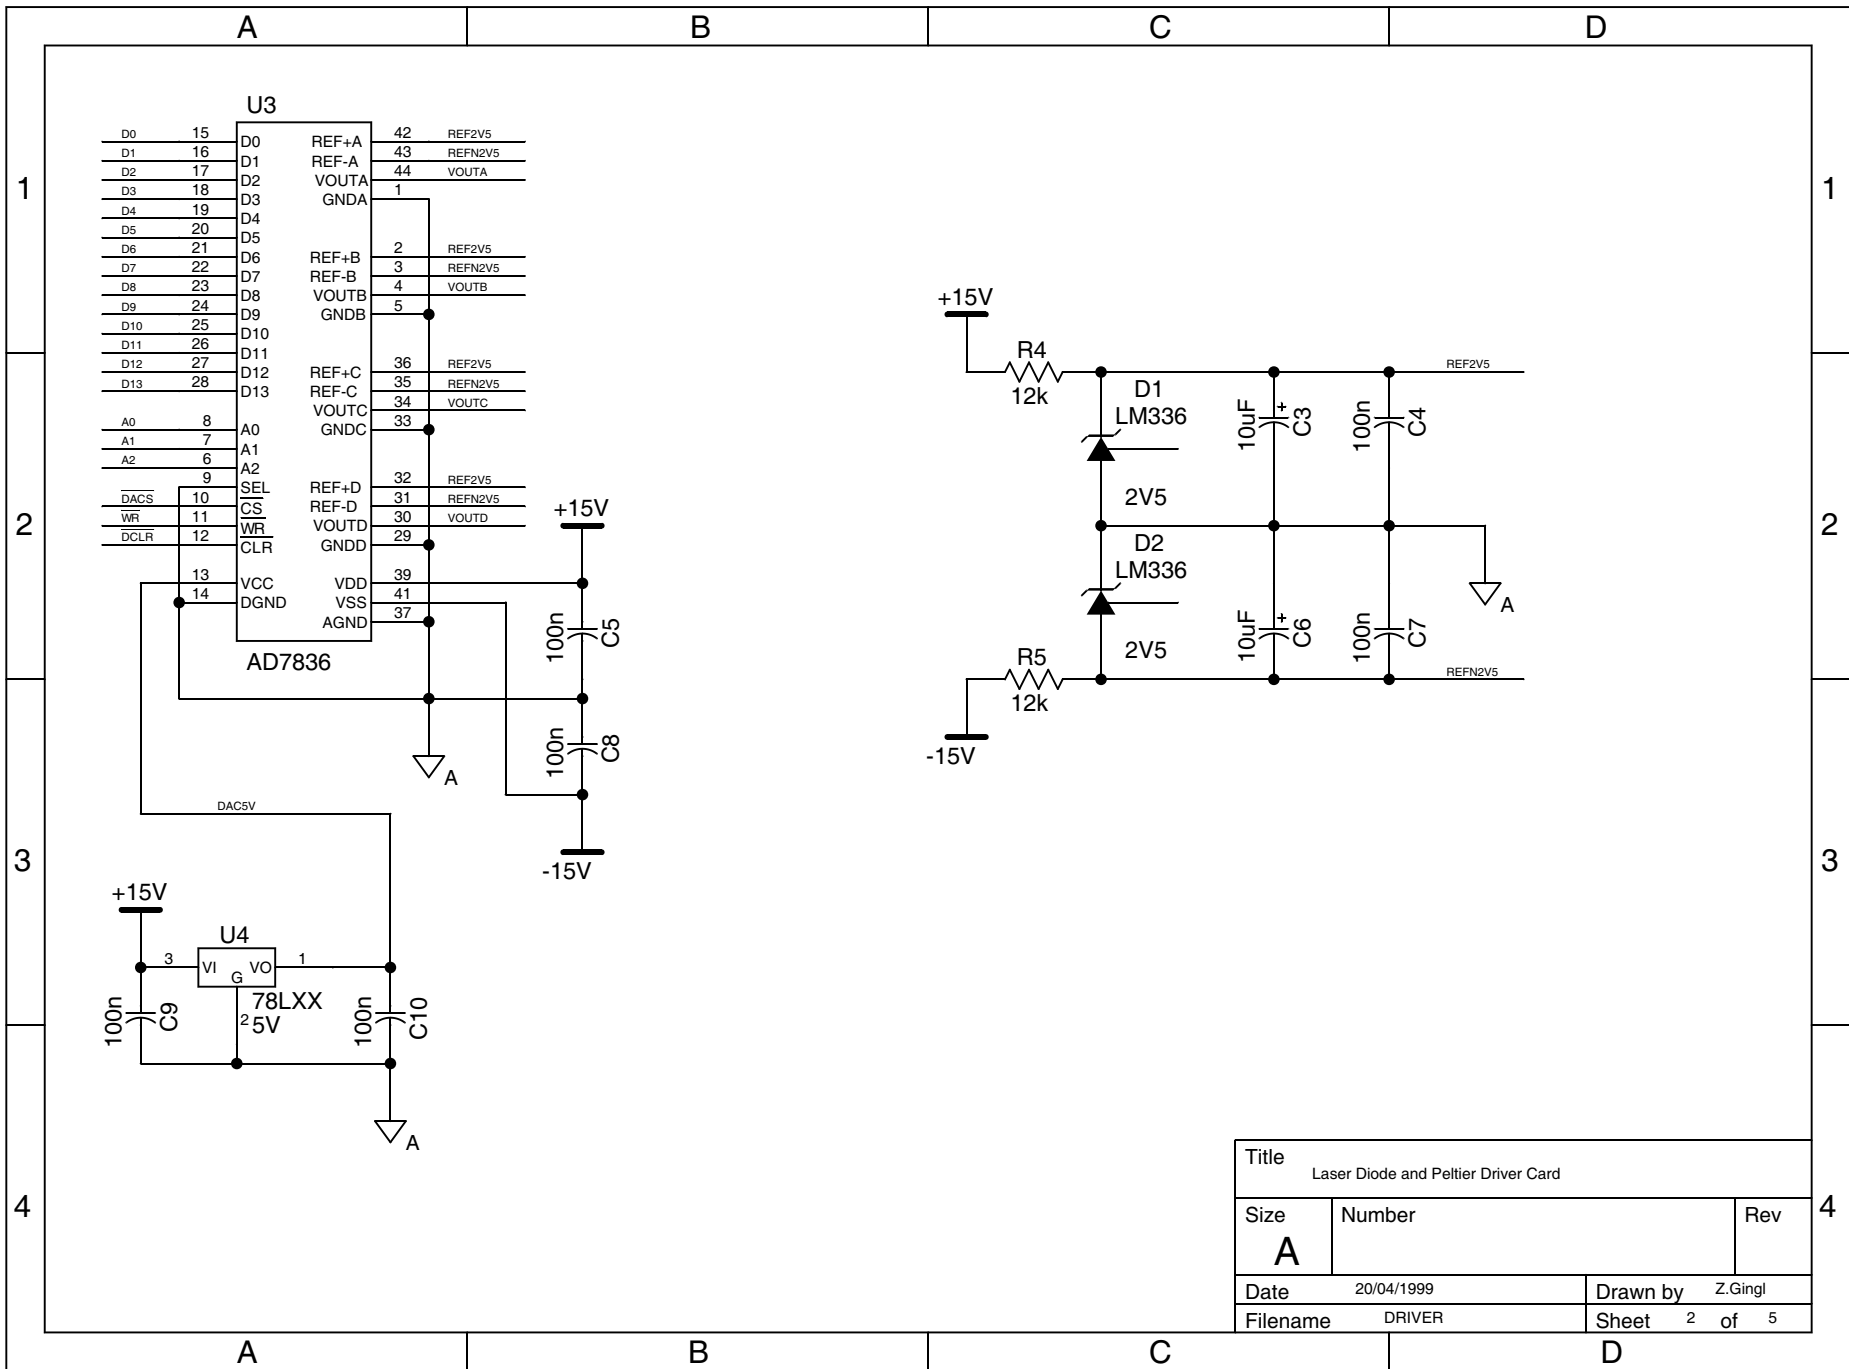 A B C D
1 1
2 2
3 3
4 4
U3
D0 15 D0 REF+A 42 REF2V5
D1 16 D1 REF-A 43 REFN2V5
D2 17 D2 VOUTA 44 VOUTA
D3 18 D3 GNDA 1
D4 19 D4
D5 20 D5
D6 21 D6 REF+B 2 REF2V5
D7 22 D7 REF-B 3 REFN2V5
D8 23 D8 VOUTB 4 VOUTB
D9 24 D9 GNDB 5
D10 25 D10
D11 26 D11
D12 27 D12 REF+C 36 REF2V5
D13 28 D13 REF-C 35 REFN2V5
VOUTC 34 VOUTC
A0 8 A0 GNDC 33
A1 7 A1
A2 6 A2
9 SEL REF+D 32 REF2V5
DACS 10 CS REF-D 31 REFN2V5
WR 11 WR VOUTD 30 VOUTD
DCLR 12 CLR GNDD 29
13 VCC VDD 39
14 DGND VSS 41
AGND 37
AD7836
+15V
100n C5
100n C8
A
-15V
DAC5V
+15V
U4
3 VI G VO 1
78LXX
2 5V
100n C9
100n C10
A
+15V
R4
12k
D1
LM336
2V5
10uF + C3
100n C4
REF2V5
D2
LM336
2V5
10uF + C6
100n C7
A
R5
12k
REFN2V5
-15V
Title
Laser Diode and Peltier Driver Card
Size Number Rev
A
Date 20/04/1999 Drawn by Z.Gingl
Filename DRIVER Sheet 2 of 5
A B C D